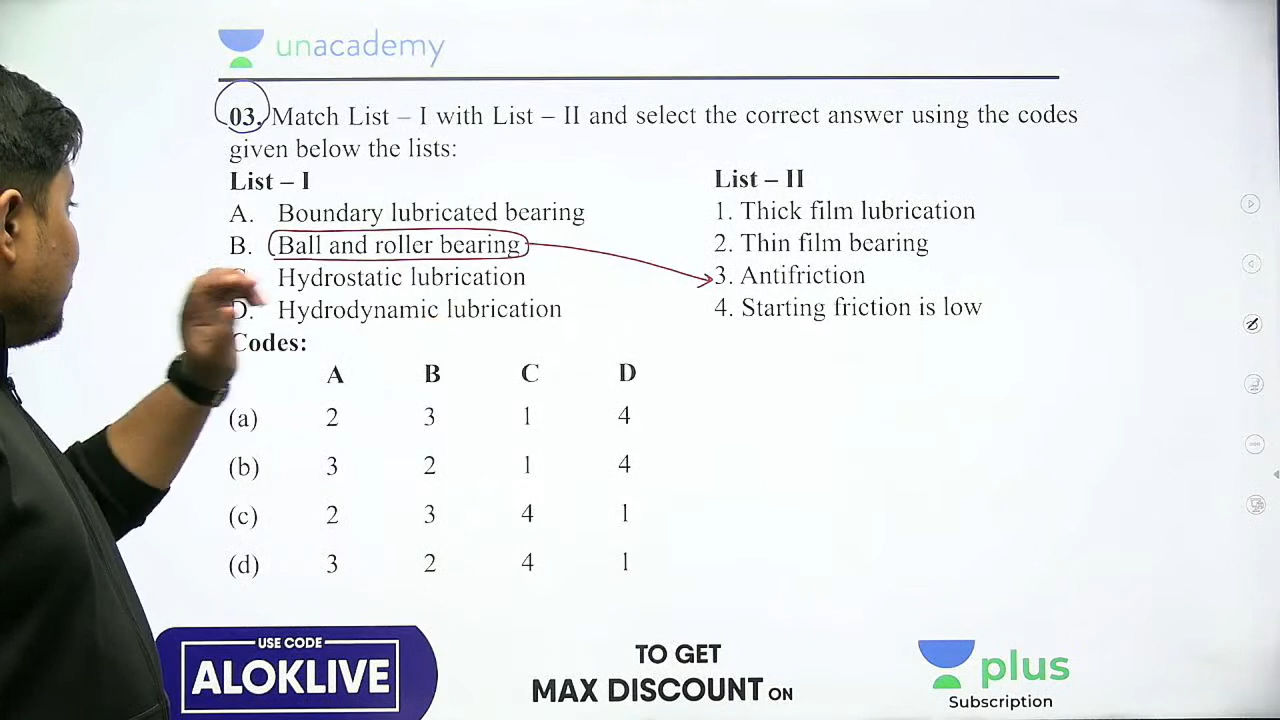 unacademy
03. Match List – I with List – II and select the correct answer using the codes
given below the lists:
List – I List – II
A. Boundary lubricated bearing 1. Thick film lubrication
B. Ball and roller bearing 2. Thin film bearing
Hydrostatic lubrication 3. Antifriction
D. Hydrodynamic lubrication 4. Starting friction is low
Codes:
A B C D
(a) 2 3 1 4
(b) 3 2 1 4
(c) 2 3 4 1
(d) 3 2 4 1
USE CODE
ALOKLIVE
TO GET
MAX DISCOUNT ON
plus
Subscription